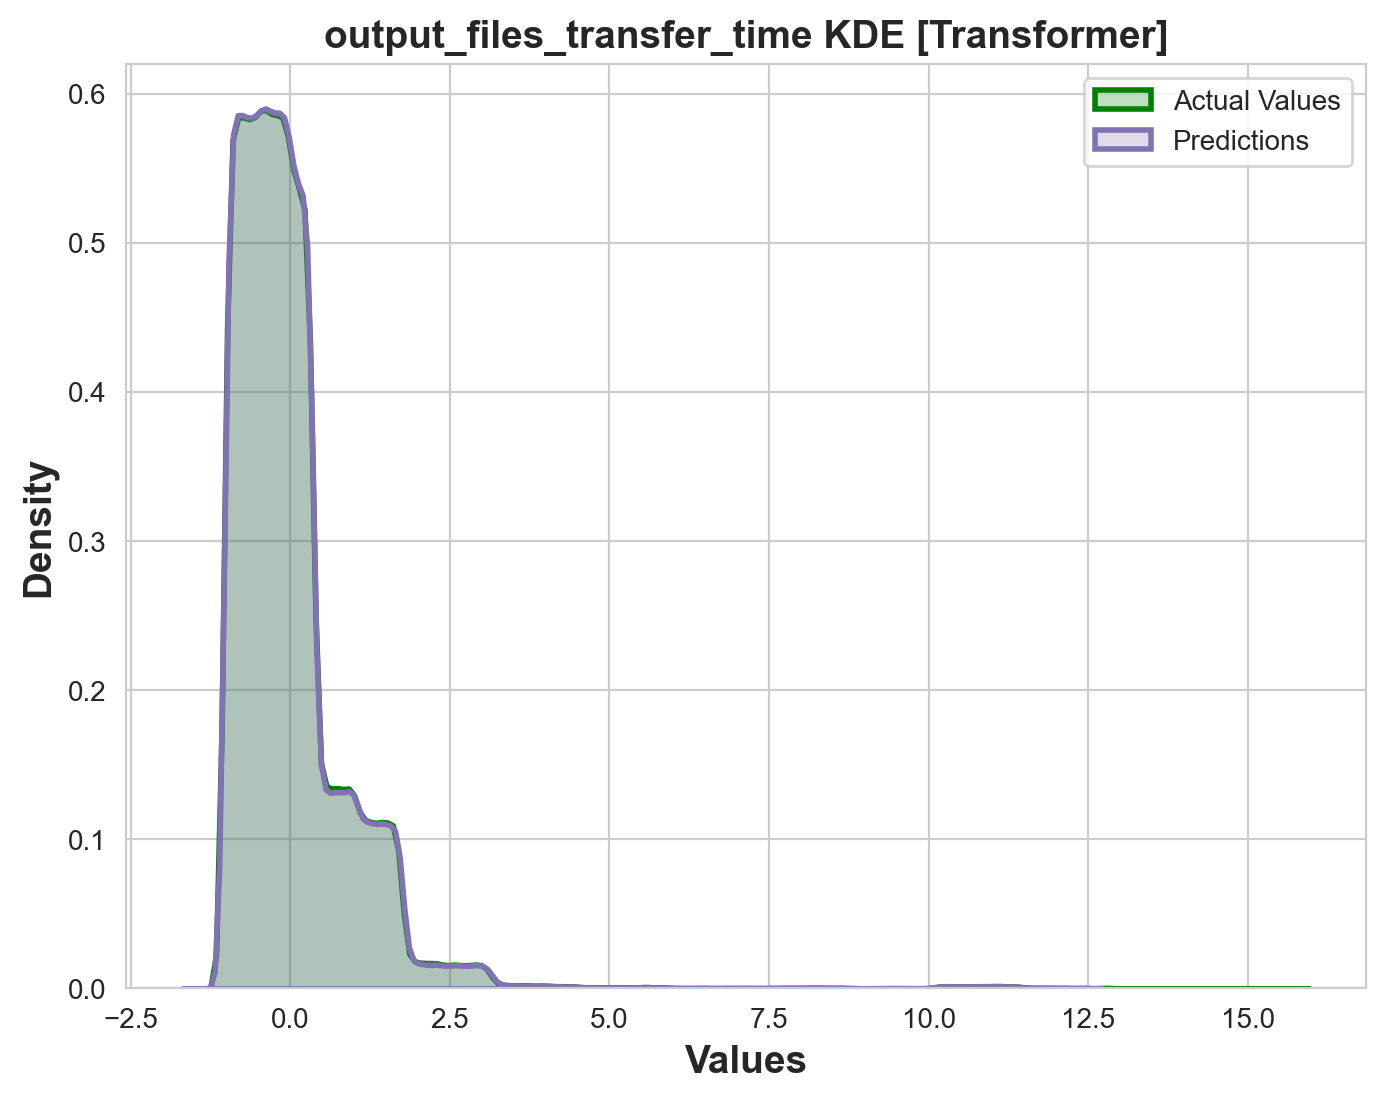 output_files_transfer_time KDE [Transformer]
Actual Values
Predictions
0.6
0.5
0.4
0.3
0.2
0.1
0.0
Density
−2.5 0.0 2.5 5.0 7.5 10.0 12.5 15.0
Values